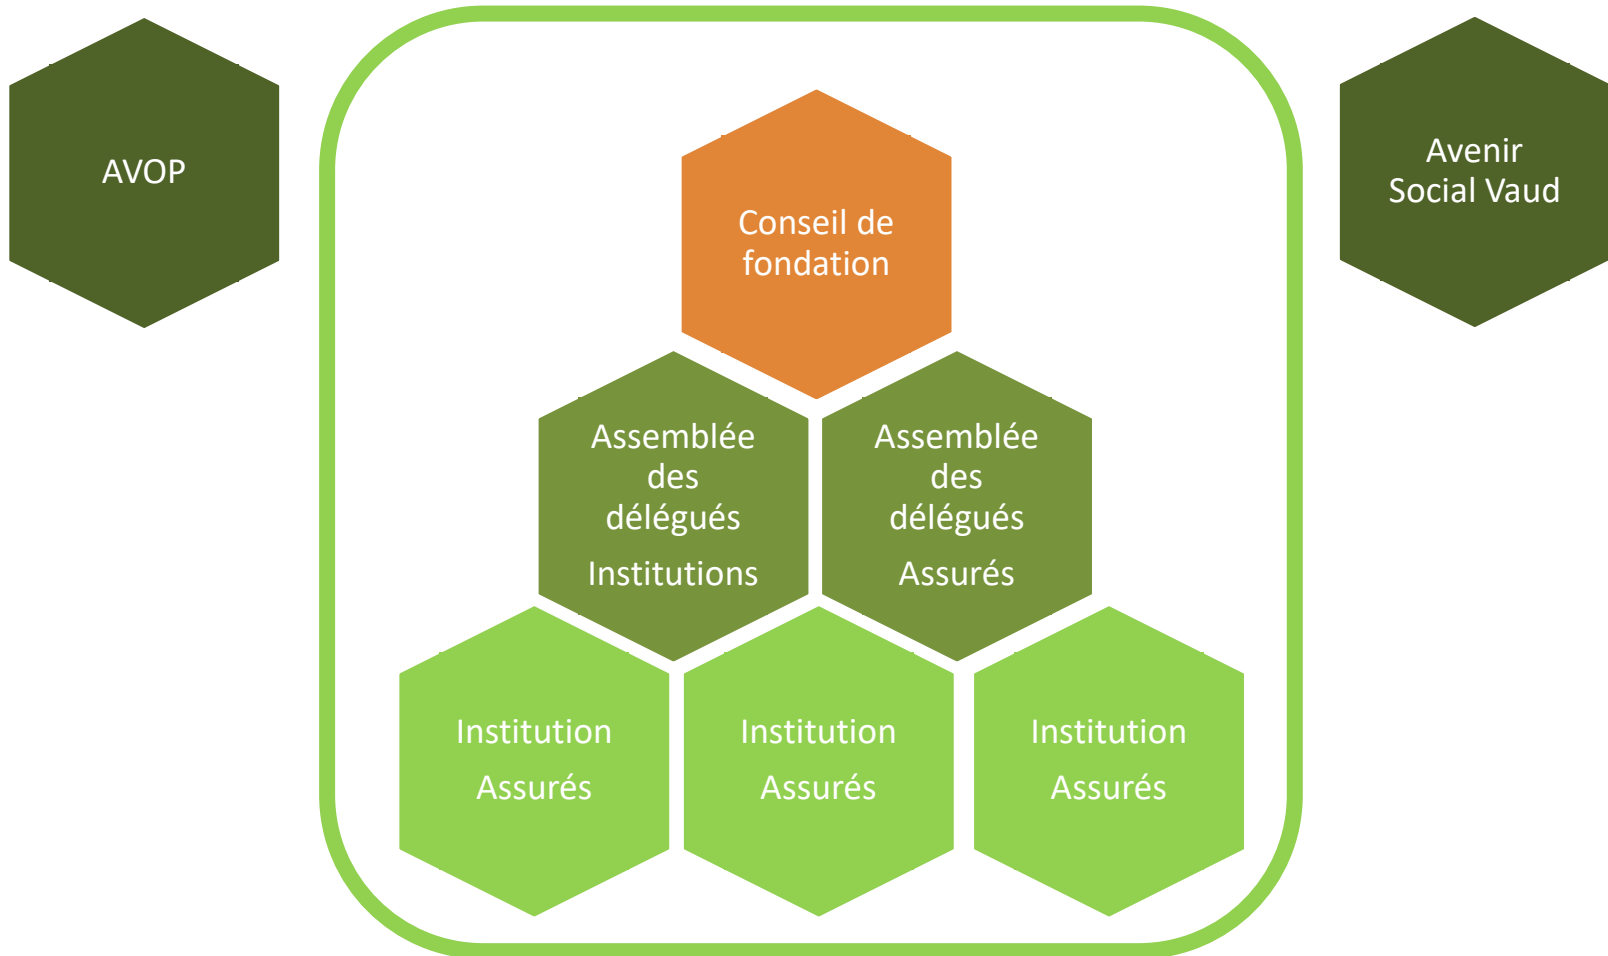 AVOP
Avenir
Social Vaud
Conseil de
fondation
Assemblée
des
délégués
Institutions
Assemblée
des
délégués
Assurés
Institution
Assurés
Institution
Assurés
Institution
Assurés